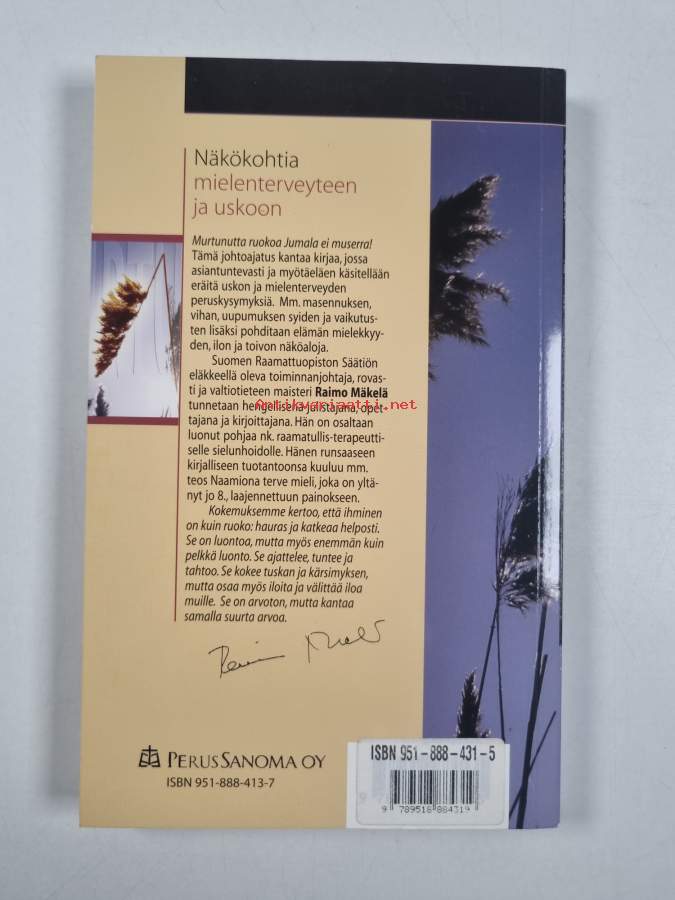 Näkökohtia
mielenterveyteen
ja uskoon
Murtunutta ruokoa Jumala ei muserra!
Tämä johtoajatus kantaa kirjaa, jossa
asiantuntevasti ja myötäeläen käsitellään
eräitä uskon ja mielenterveyden
peruskysymyksiä. Mm. masennuksen,
vihan, uupumuksen syiden ja vaikutus-
ten lisäksi pohditaan elämän mielekkyy-
den, ilon ja toivon näköaloja.
Suomen Raamattuopiston Säätiön
eläkkeellä oleva toiminnanjohtaja, rovas-
ti ja valtiotieteen maisteri Raimo Mäkelä
tunnetaan hengellisenä julistajana, opet-
tajana ja kirjoittajana. Hän on osaltaan
luonut pohjaa nk. raamatullis-terapeutti-
selle sielunhoidolle. Hänen runsaaseen
kirjalliseen tuotantoonsa kuuluu mm.
teos Naamiona terve mieli, joka on yltä-
nyt jo 8., laajennettuun painokseen.
Kokemuksemme kertoo, että ihminen
on kuin ruoko: hauras ja katkeaa helposti.
Se on luontoa, mutta myös enemmän kuin
pelkkä luonto. Se ajattelee, tuntee ja
tahtoo. Se kokee tuskan ja kärsimyksen,
mutta osaa myös iloita ja välittää iloa
muille. Se on arvoton, mutta kantaa
samalla suurta arvoa.
PERUSSANOMA OY
ISBN 951-888-413-7
ISBN 951-888-431-5
9 789518 884319
Antikvariaatti.net